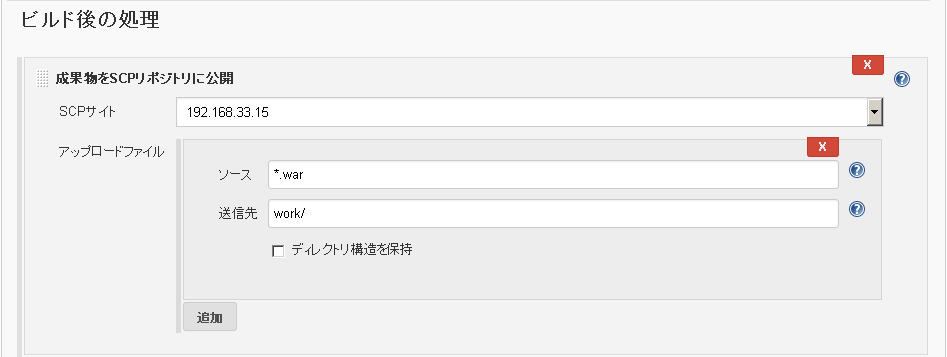 ビルド後の処理
X
成果物をSCPリポジトリに公開
?
SCPサイト
192.168.33.15
アップロードファイル
X
ソース
*.war
?
送信先
work/
?
ディレクトリ構造を保持
追加